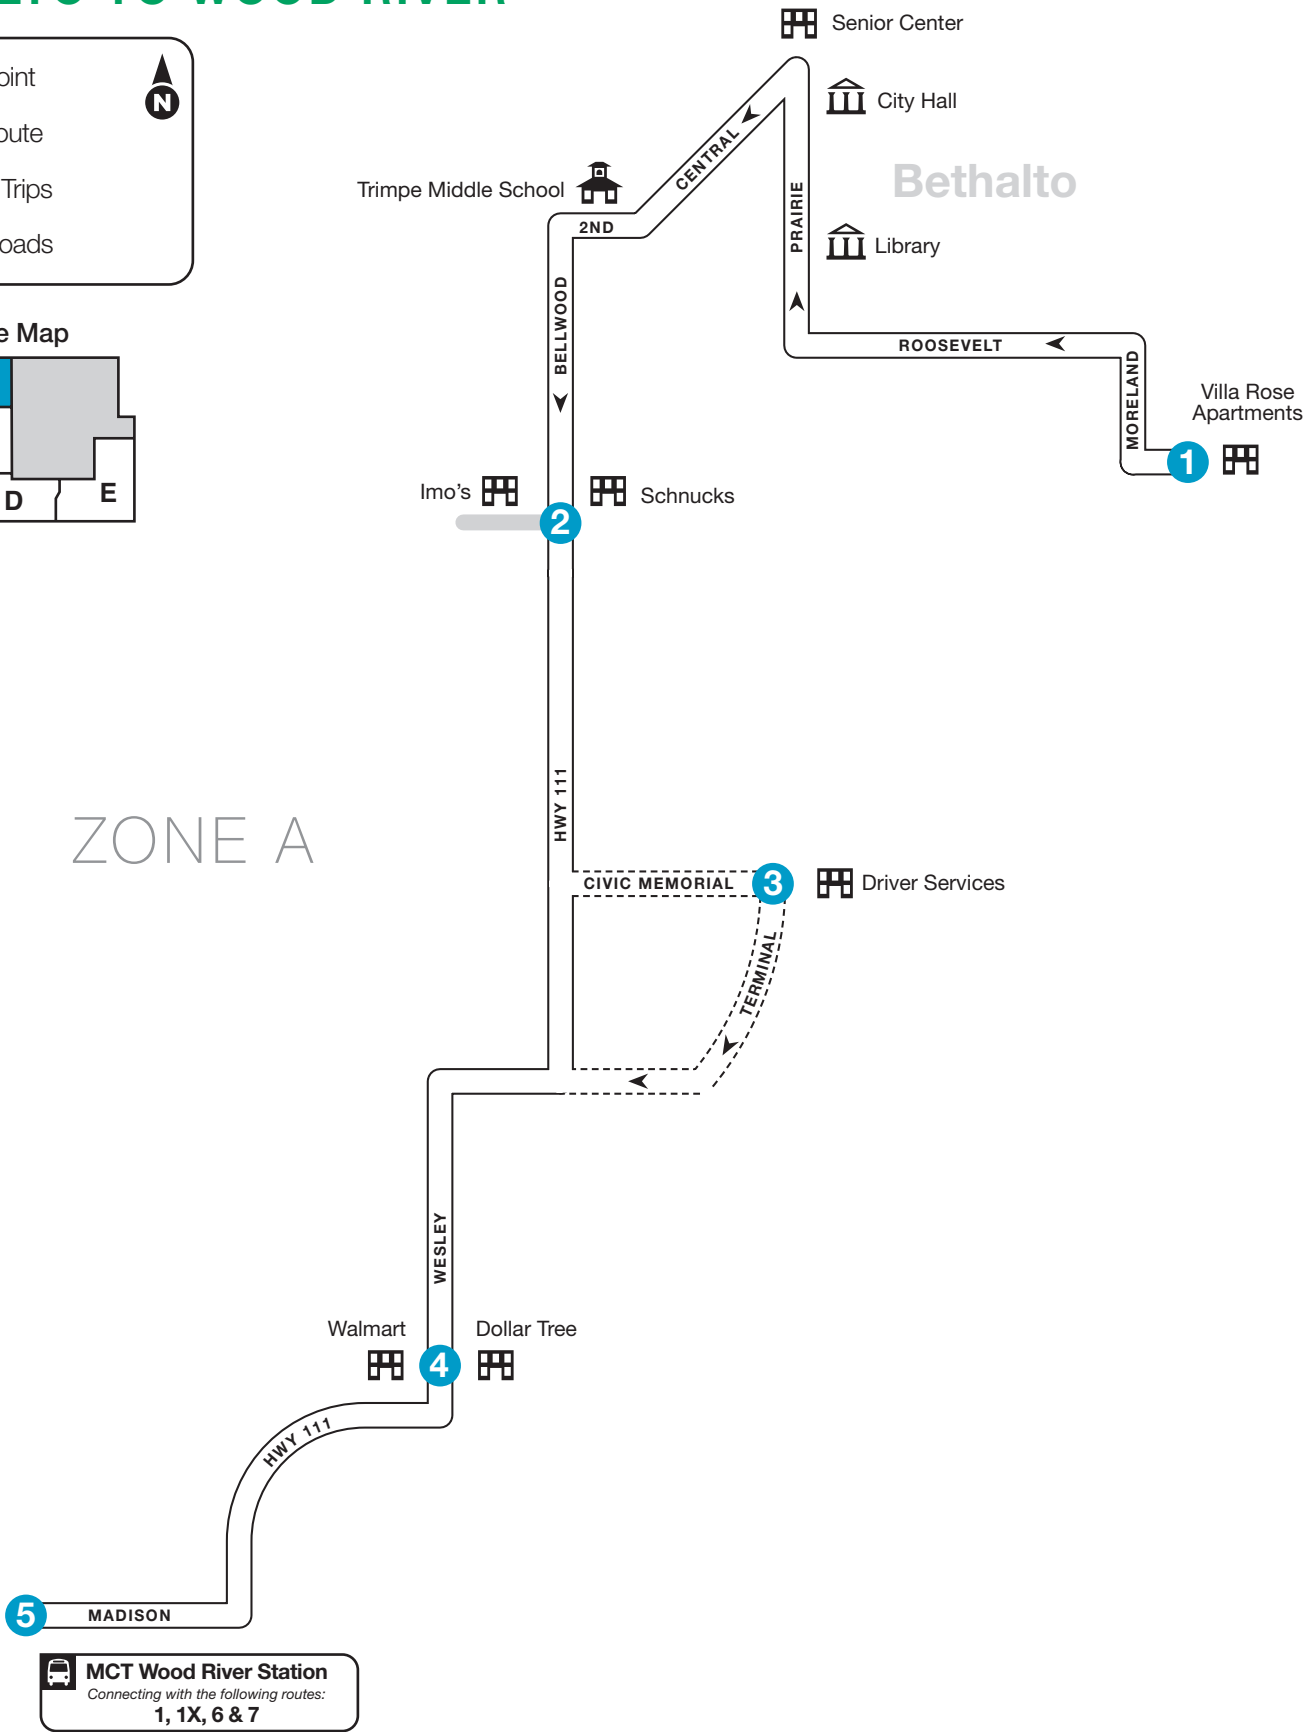 TO WOOD RIVER
Senior Center
N
oute
City Hall
Trips
CENTRAL
Bethalto
Trimpe Middle School
PRAIRIE
2ND
oads
Library
BELLWOOD
e Map
ROOSEVELT
MORELAND
Villa Rose
Apartments
1
D
E
Imo's
Schnucks
2
HWY 111
ZONE A
CIVIC MEMORIAL
3
Driver Services
TERMINAL
WESLEY
Walmart
Dollar Tree
4
HWY 111
5
MADISON
MCT Wood River Station
Connecting with the following routes:
1, 1X, 6 & 7